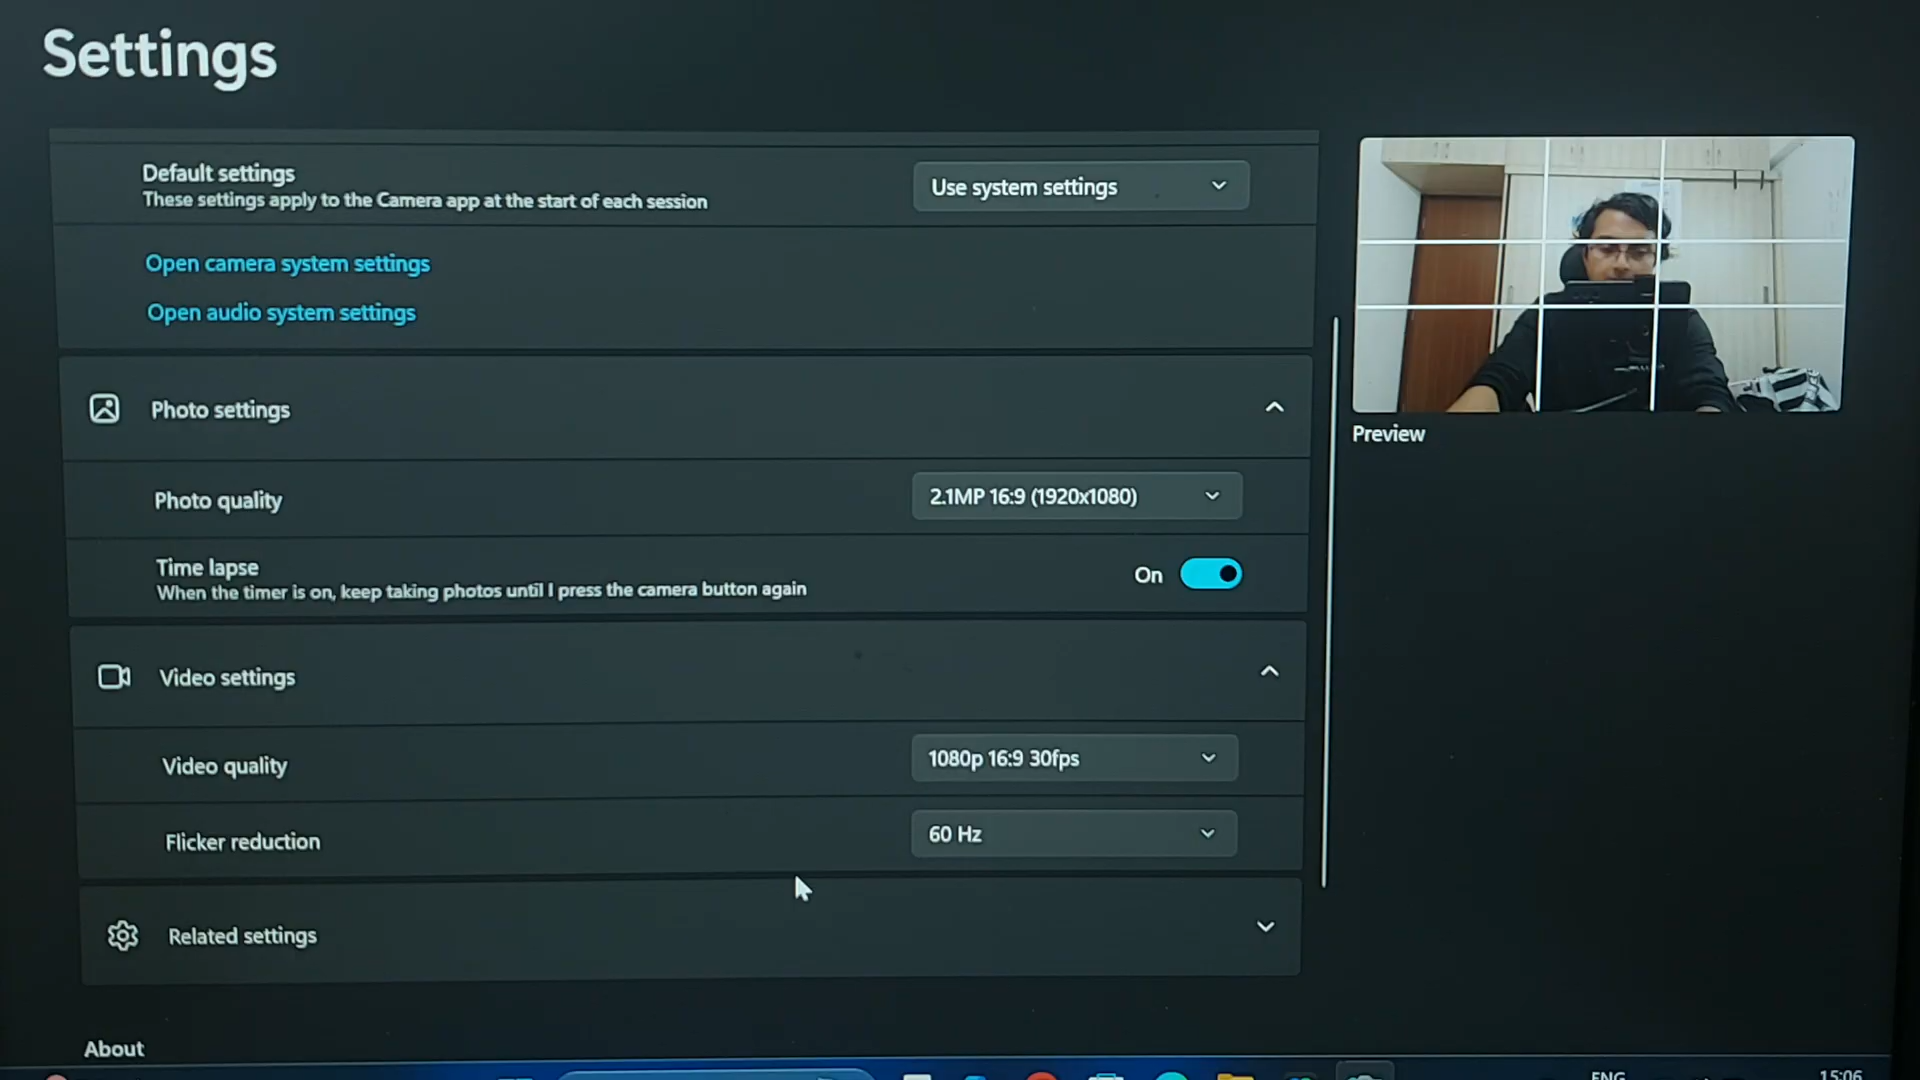 Settings
Default settings
These settings apply to the Camera app at the start of each session
Use system settings
Open camera system settings
Open audio system settings
Photo settings
Preview
Photo quality
2.1MP 16:9 (1920x1080)
Time lapse
When the timer is on, keep taking photos until I press the camera button again
On
Video settings
Video quality
1080p 16:9 30fps
Flicker reduction
60 Hz
Related settings
About
ENG
15:06